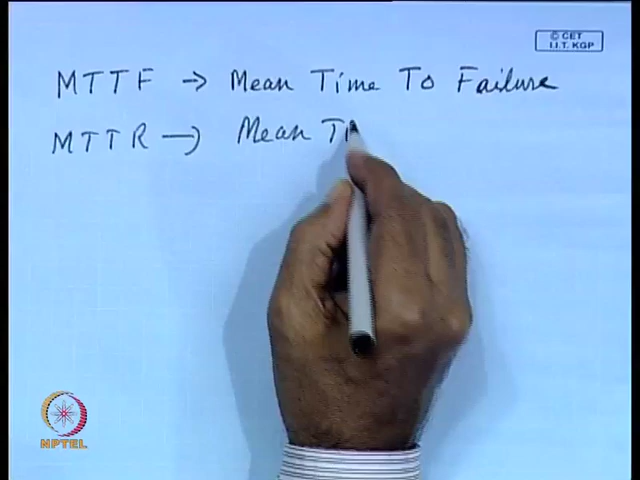 © CET
I.I.T. KGP
MTTF → Mean Time To Failure
MTTR → Mean Ti
NPTEL